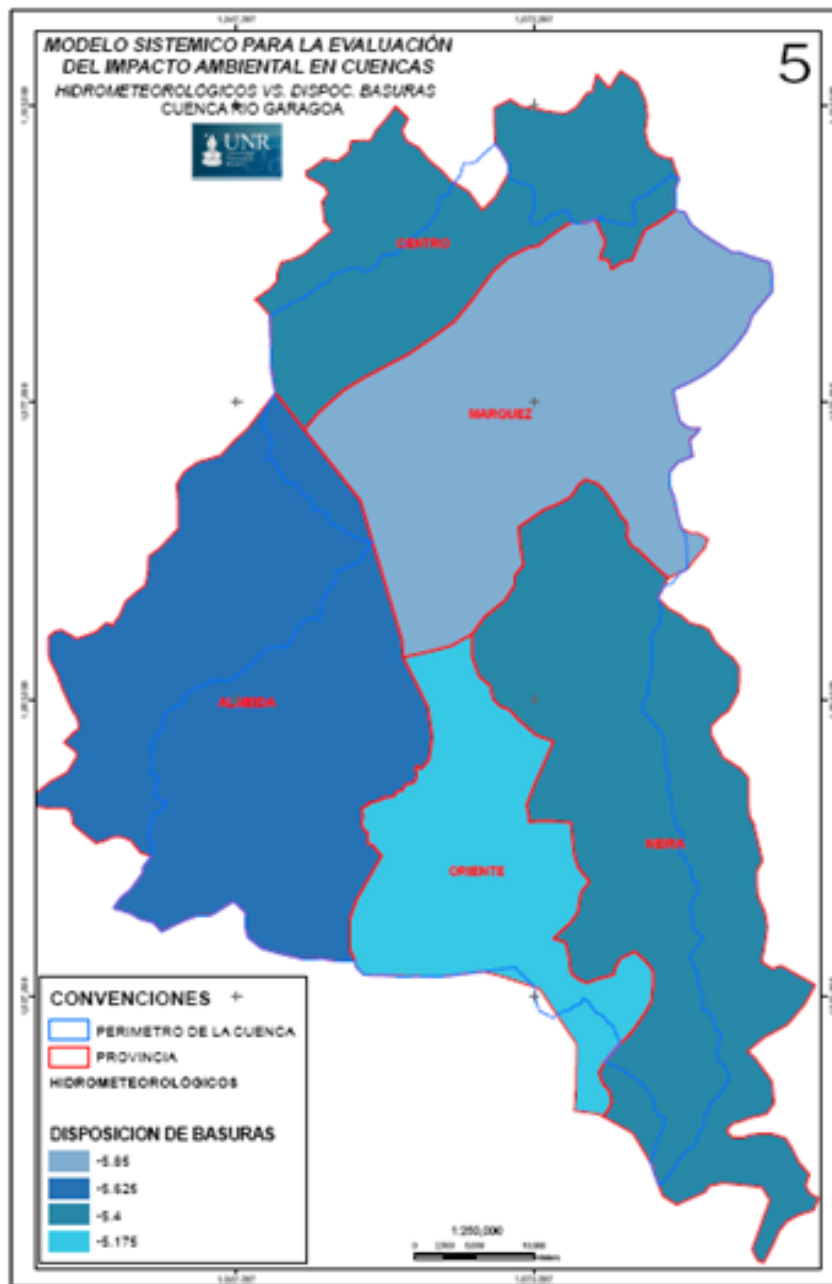 MODELO SISTEMICO PARA LA EVALUACIÓN
DEL IMPACTO AMBIENTAL EN CUENCAS
HIDROMETEOROLÓGICOS VS. DISPOC. BASURAS
CUENCA RIO GARAGOA
UNR
5
CENTRO
MARQUEZ
ALMEIDA
ORIENTE
NEIRA
CONVENCIONES
PERIMETRO DE LA CUENCA
PROVINCIA
HIDROMETEOROLÓGICOS
DISPOSICION DE BASURAS
-5.85
-5.625
-5.4
-5.175
1:250,000